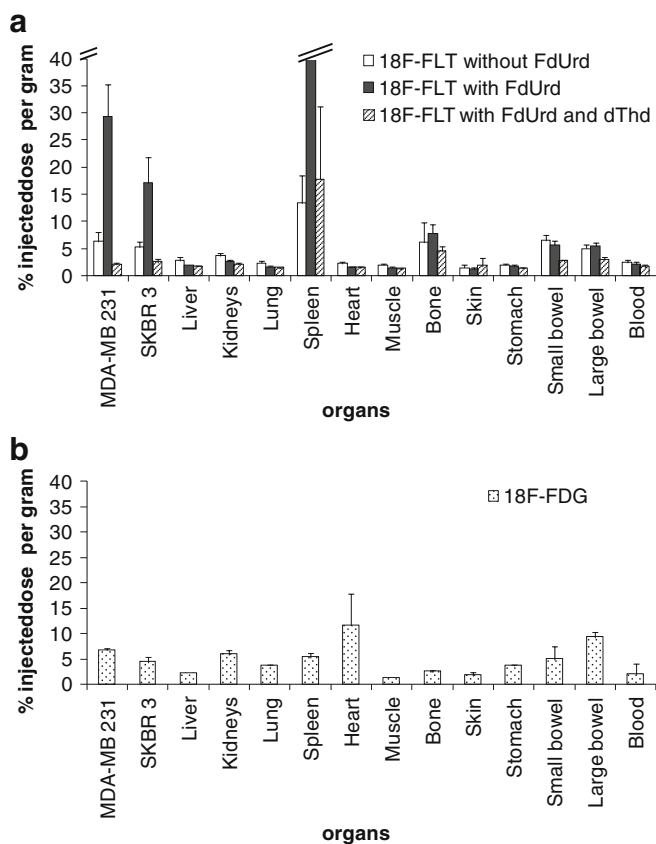 a
% injecteddose per gram
40
35
30
25
20
15
10
5
0
18F-FLT without FdUrd
18F-FLT with FdUrd
18F-FLT with FdUrd and dThd
MDA-MB 231
SKBR 3
Liver
Kidneys
Lung
Spleen
Heart
Muscle
Bone
Skin
Stomach
Small bowel
Large bowel
Blood
organs
b
% injecteddose per gram
40
35
30
25
20
15
10
5
0
18F-FDG
MDA-MB 231
SKBR 3
Liver
Kidneys
Lung
Spleen
Heart
Muscle
Bone
Skin
Stomach
Small bowel
Large bowel
Blood
organs